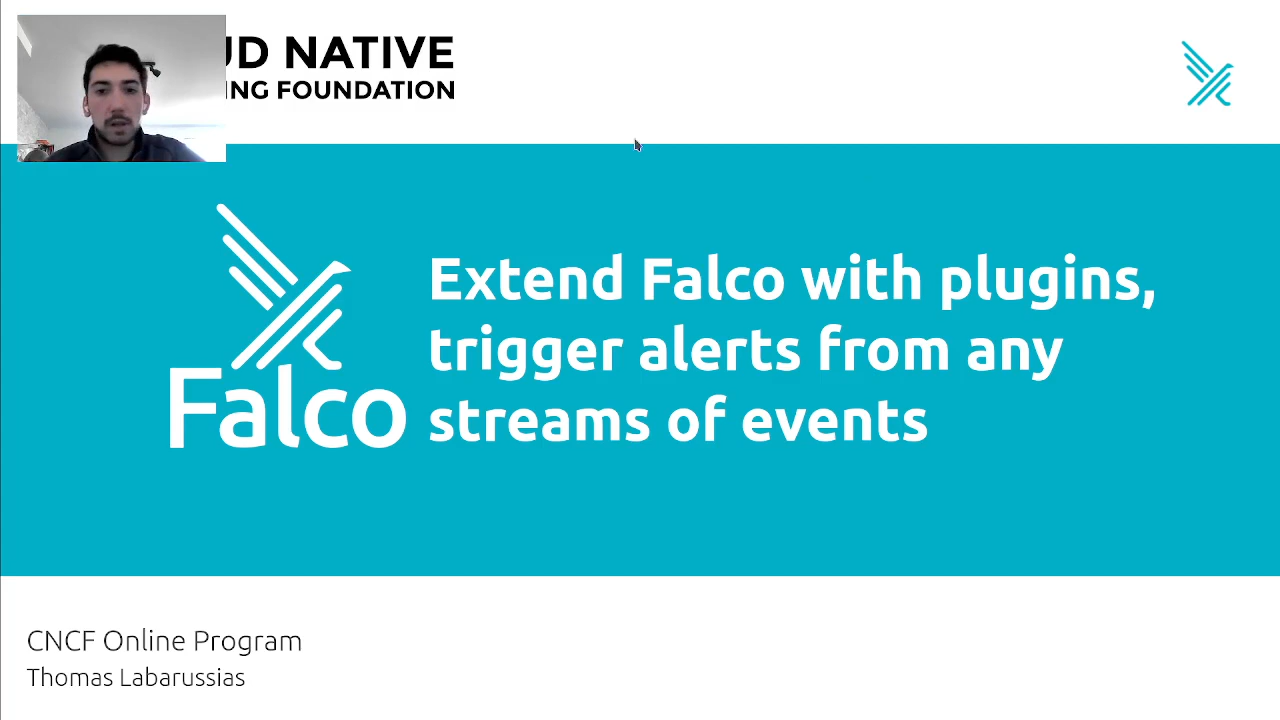 UD NATIVE
ING FOUNDATION
Falco
Extend Falco with plugins,
trigger alerts from any
streams of events
CNCF Online Program
Thomas Labarussias